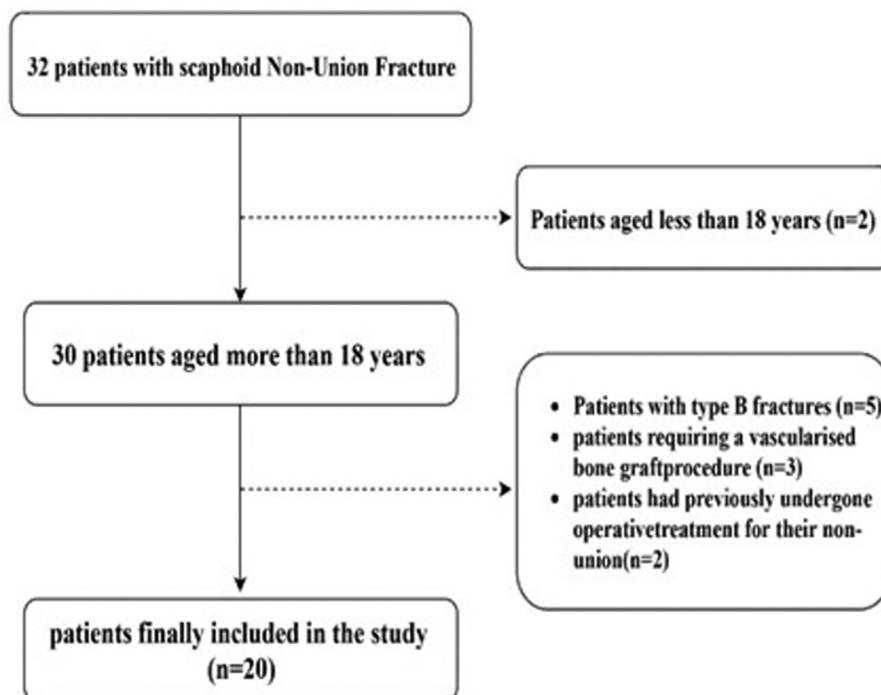 32 patients with scaphoid Non-Union Fracture
Patients aged less than 18 years (n=2)
30 patients aged more than 18 years
• Patients with type B fractures (n=5)
• patients requiring a vascularised
bone graftprocedure (n=3)
• patients had previously undergone
operativetreatment for their non-
union(n=2)
patients finally included in the study
(n=20)